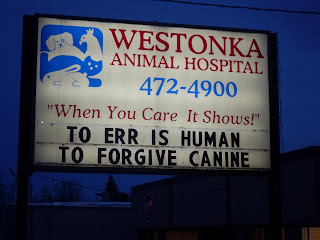 WESTONKA
ANIMAL HOSPITAL
472-4900
"When You Care It Shows!"
TO ERR IS HUMAN
TO FORGIVE CANINE